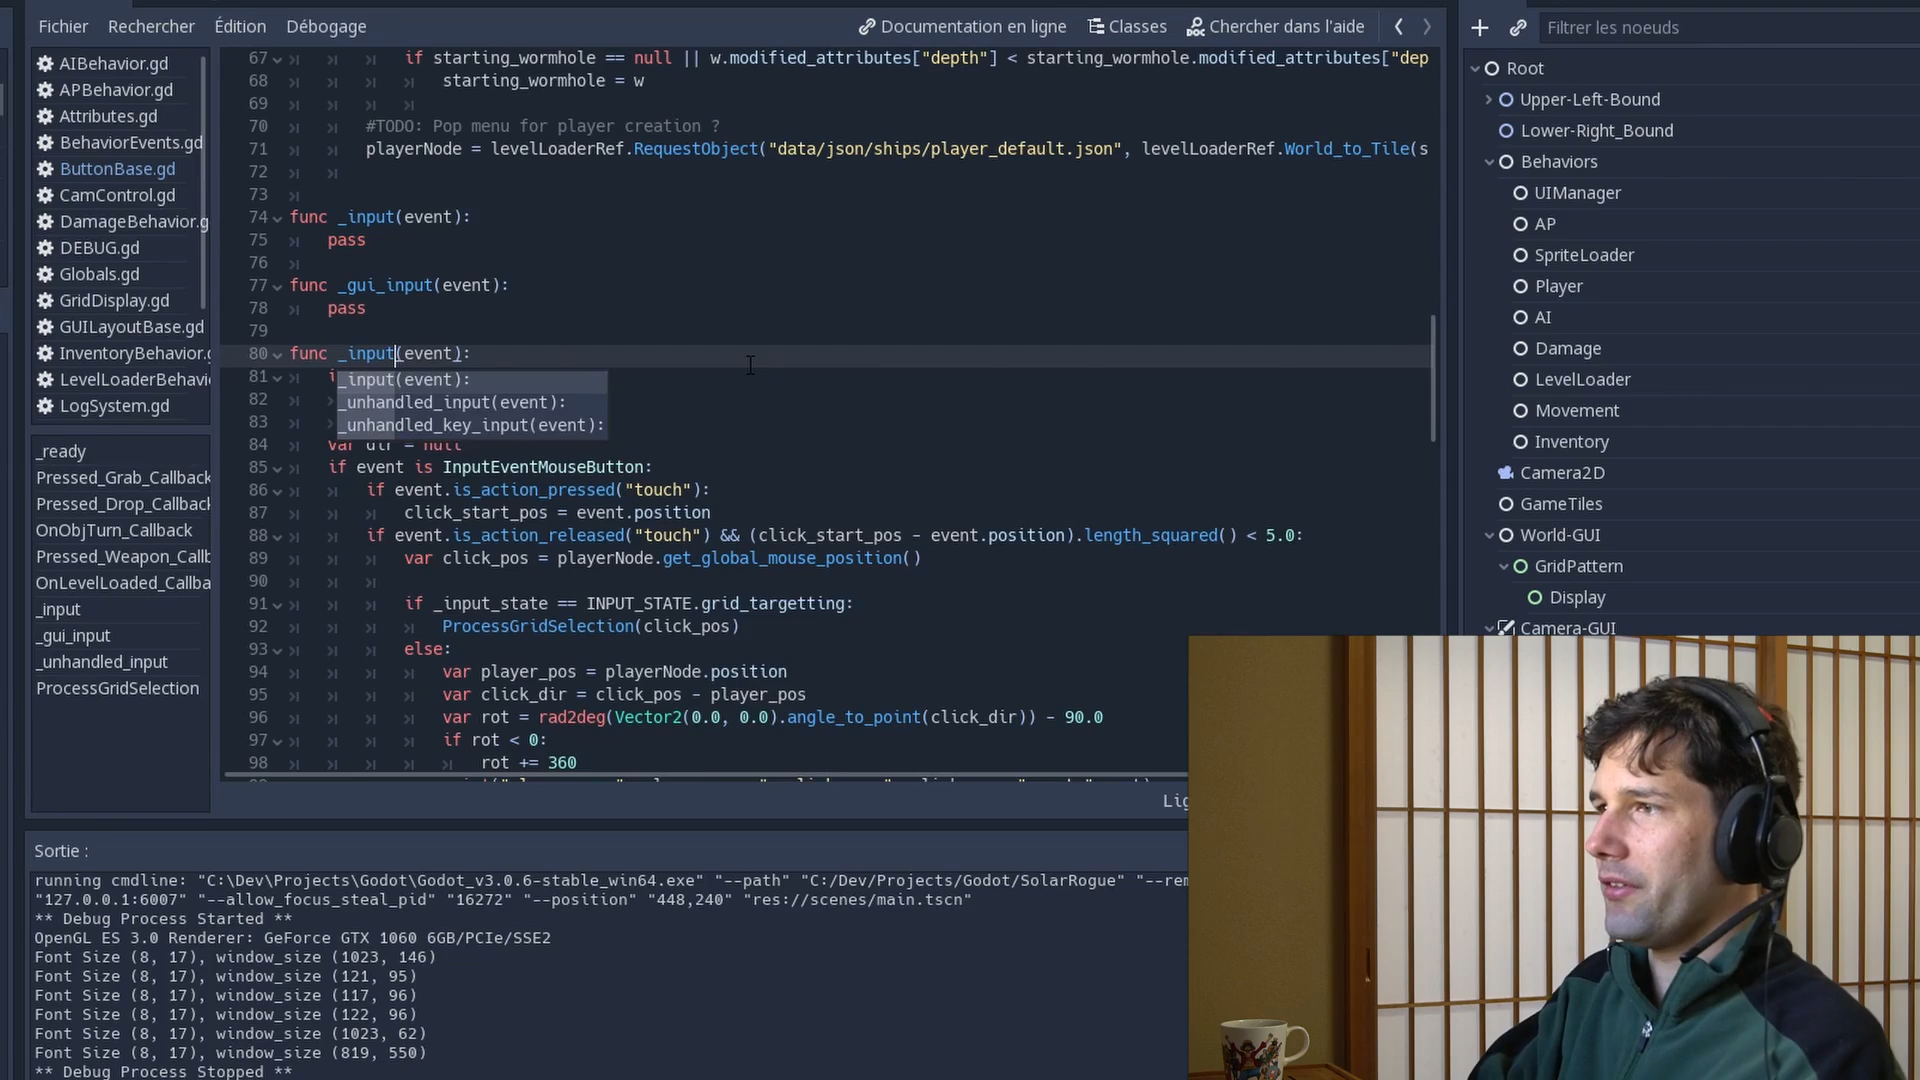 Fichier
Rechercher
Édition
Débogage
Documentation en ligne
Classes
Chercher dans l'aide
AIBehavior.gd
APBehavior.gd
Attributes.gd
BehaviorEvents.gd
ButtonBase.gd
CamControl.gd
DamageBehavior.g
DEBUG.gd
Globals.gd
GridDisplay.gd
GUILayoutBase.gd
InventoryBehavior.g
LevelLoaderBehavi
LogSystem.gd
_ready
Pressed_Grab_Callback
Pressed_Drop_Callback
OnObjTurn_Callback
Pressed_Weapon_Callb
OnLevelLoaded_Callba
_input
_gui_input
_unhandled_input
ProcessGridSelection
67 if starting_wormhole == null || w.modified_attributes["depth"] < starting_wormhole.modified_attributes["dep
68 starting_wormhole = w
69
70 #TODO: Pop menu for player creation ?
71 playerNode = levelLoaderRef.RequestObject("data/json/ships/player_default.json", levelLoaderRef.World_to_Tile(s
72
73
74 func _input(event):
75 pass
76
77 func _gui_input(event):
78 pass
79
80 func _input(event):
81
_input(event):
82
_unhandled_input(event):
83
_unhandled_key_input(event):
84 var dir = null
85 if event is InputEventMouseButton:
86 if event.is_action_pressed("touch"):
87 click_start_pos = event.position
88 if event.is_action_released("touch") && (click_start_pos - event.position).length_squared() < 5.0:
89 var click_pos = playerNode.get_global_mouse_position()
90
91 if _input_state == INPUT_STATE.grid_targetting:
92 ProcessGridSelection(click_pos)
93 else:
94 var player_pos = playerNode.position
95 var click_dir = click_pos - player_pos
96 var rot = rad2deg(Vector2(0.0, 0.0).angle_to_point(click_dir)) - 90.0
97 if rot < 0:
98 rot += 360
Lig
Filtrer les noeuds
Root
Upper-Left-Bound
Lower-Right_Bound
Behaviors
UIManager
AP
SpriteLoader
Player
AI
Damage
LevelLoader
Movement
Inventory
Camera2D
GameTiles
World-GUI
GridPattern
Display
Camera-GUI
Sortie :
running cmdline: "C:\Dev\Projects\Godot\Godot_v3.0.6-stable_win64.exe" "--path" "C:/Dev/Projects/Godot/SolarRogue" "--rem
"127.0.0.1:6007" "--allow_focus_steal_pid" "16272" "--position" "448,240" "res://scenes/main.tscn"
** Debug Process Started **
OpenGL ES 3.0 Renderer: GeForce GTX 1060 6GB/PCIe/SSE2
Font Size (8, 17), window_size (1023, 146)
Font Size (8, 17), window_size (121, 95)
Font Size (8, 17), window_size (117, 96)
Font Size (8, 17), window_size (122, 96)
Font Size (8, 17), window_size (1023, 62)
Font Size (8, 17), window_size (819, 550)
** Debug Process Stopped **